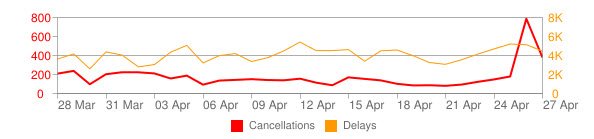 800 8K
600 6K
400 4K
200 2K
0 0
28 Mar 31 Mar 03 Apr 06 Apr 09 Apr 12 Apr 15 Apr 18 Apr 21 Apr 24 Apr 27 Apr
Cancellations Delays